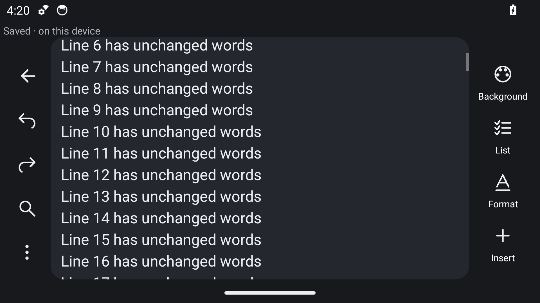 4:20
Saved · on this device
Line 6 has unchanged words
Line 7 has unchanged words
Line 8 has unchanged words
Line 9 has unchanged words
Line 10 has unchanged words
Line 11 has unchanged words
Line 12 has unchanged words
Line 13 has unchanged words
Line 14 has unchanged words
Line 15 has unchanged words
Line 16 has unchanged words
Background
List
Format
Insert